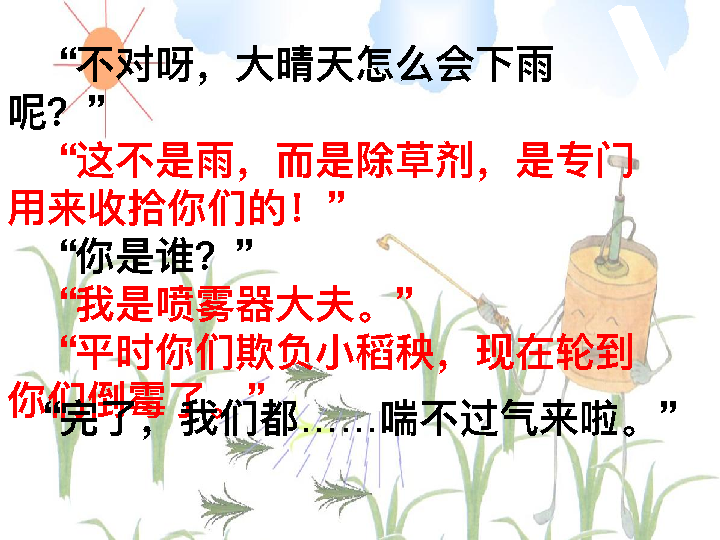 “不对呀，大晴天怎么会下雨
呢？”
“这不是雨，而是除草剂，是专门
用来收拾你们的！”
“你是谁？”
“我是喷雾器大夫。”
“平时你们欺负小稻秧，现在轮到
你们倒霉了。”
“完了，我们都……喘不过气来啦。”